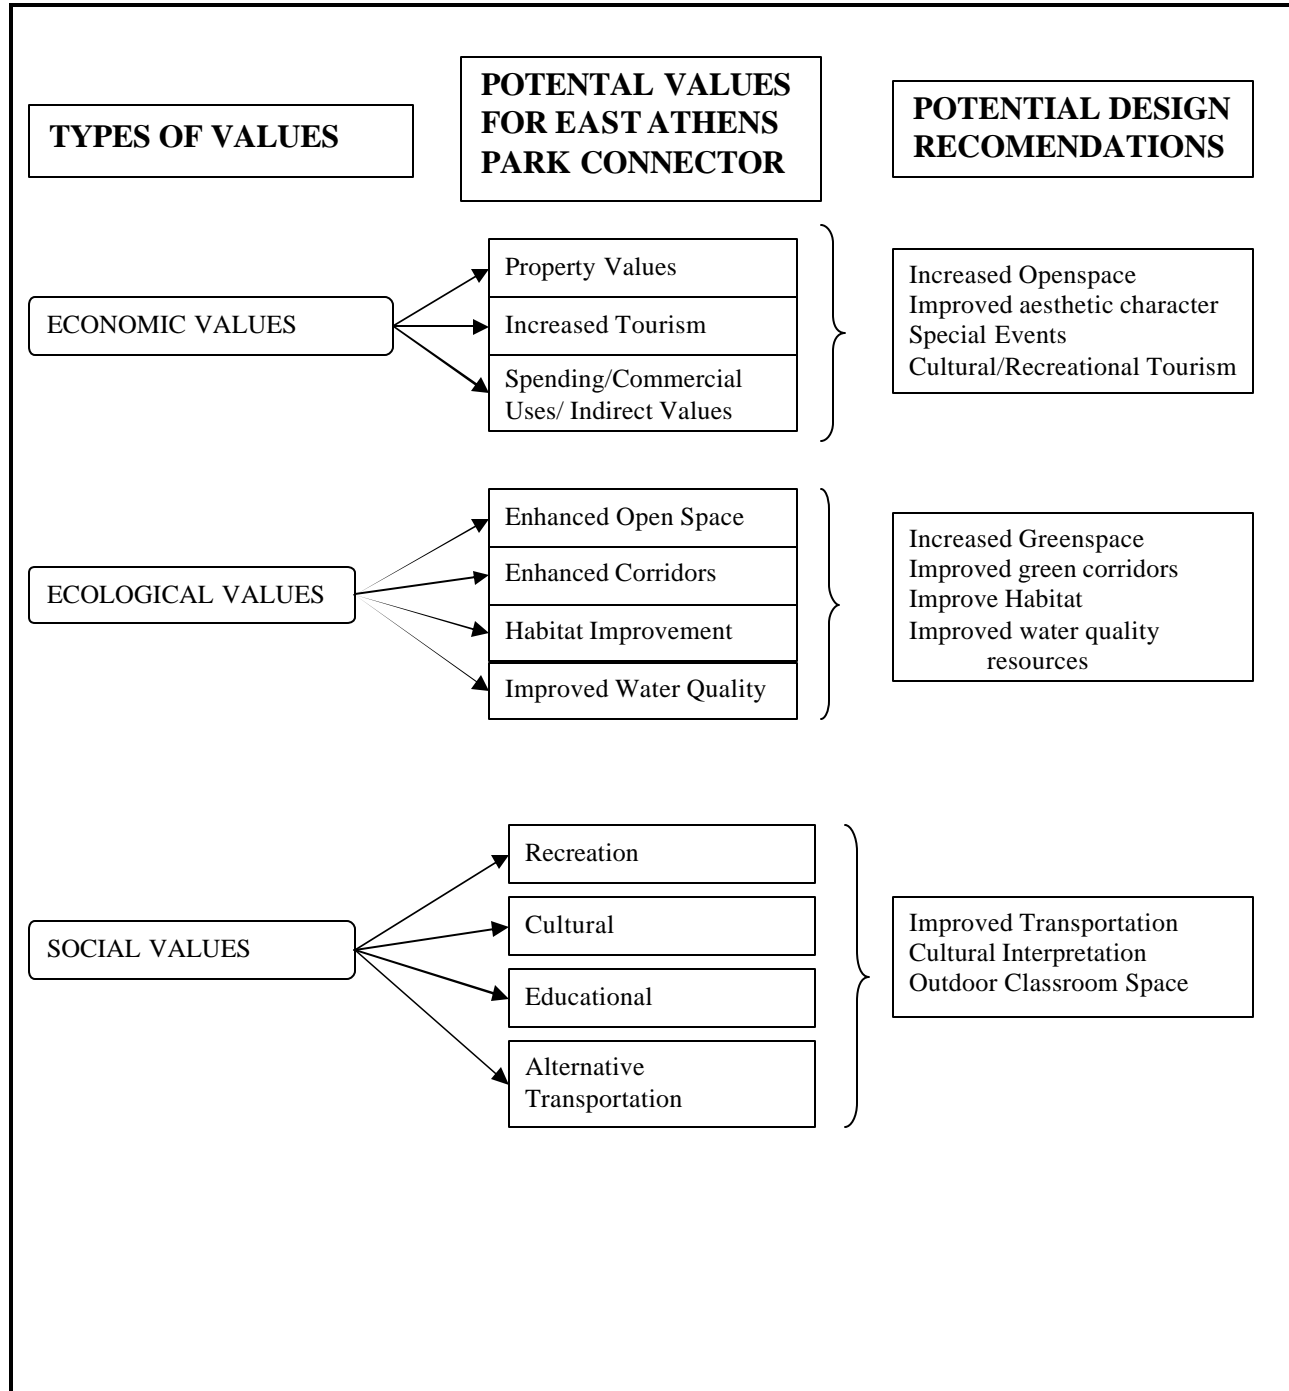 TYPES OF VALUES
POTENTAL VALUES
FOR EAST ATHENS
PARK CONNECTOR
POTENTIAL DESIGN
RECOMENDATIONS
ECONOMIC VALUES
Property Values
Increased Tourism
Spending/Commercial
Uses/ Indirect Values
Increased Openspace
Improved aesthetic character
Special Events
Cultural/Recreational Tourism
ECOLOGICAL VALUES
Enhanced Open Space
Enhanced Corridors
Habitat Improvement
Improved Water Quality
Increased Greenspace
Improved green corridors
Improve Habitat
Improved water quality
resources
SOCIAL VALUES
Recreation
Cultural
Educational
Alternative
Transportation
Improved Transportation
Cultural Interpretation
Outdoor Classroom Space